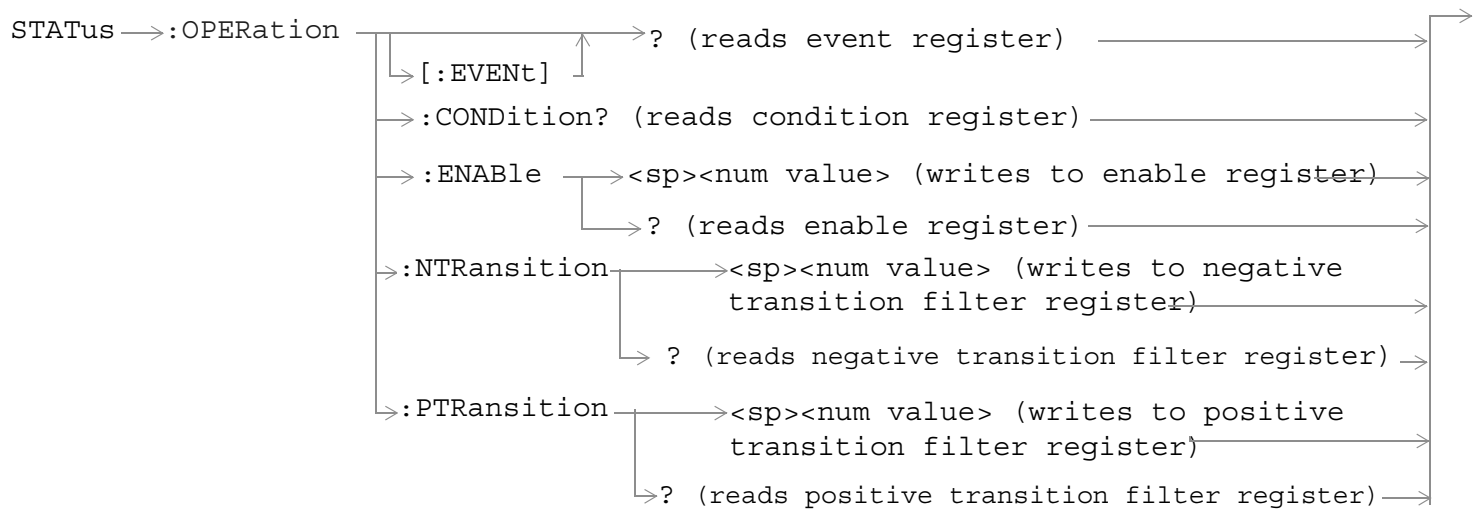 STATus :OPERation ? (reads event register)
[:EVENt]
:CONDition? (reads condition register)
:ENABle <sp><num value> (writes to enable register)
? (reads enable register)
:NTRansition <sp><num value> (writes to negative
transition filter register)
? (reads negative transition filter register)
:PTRansition <sp><num value> (writes to positive
transition filter register)
? (reads positive transition filter register)